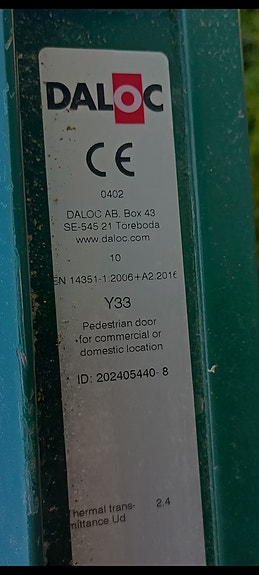 DALOC
CE
0402
DALOC AB. Box 43
SE-545 21 Toreboda
www.daloc.com
10
EN 14351-1:2006+A2:2016
Y33
Pedestrian door
for commercial or
domestic location
ID: 202405440-8
Thermal trans- 2.4
mittance Ud